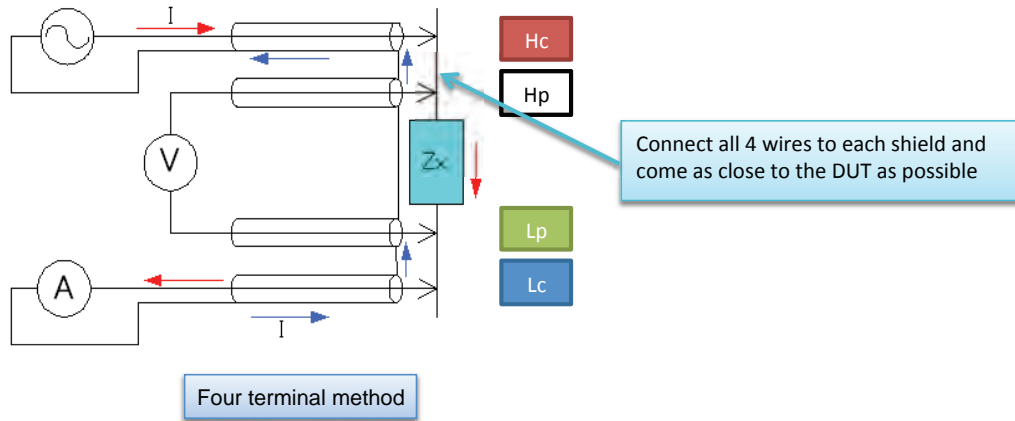 I
Hc
Hp
Connect all 4 wires to each shield and
come as close to the DUT as possible
V
Zx
Lp
A
Lc
I
Four terminal method